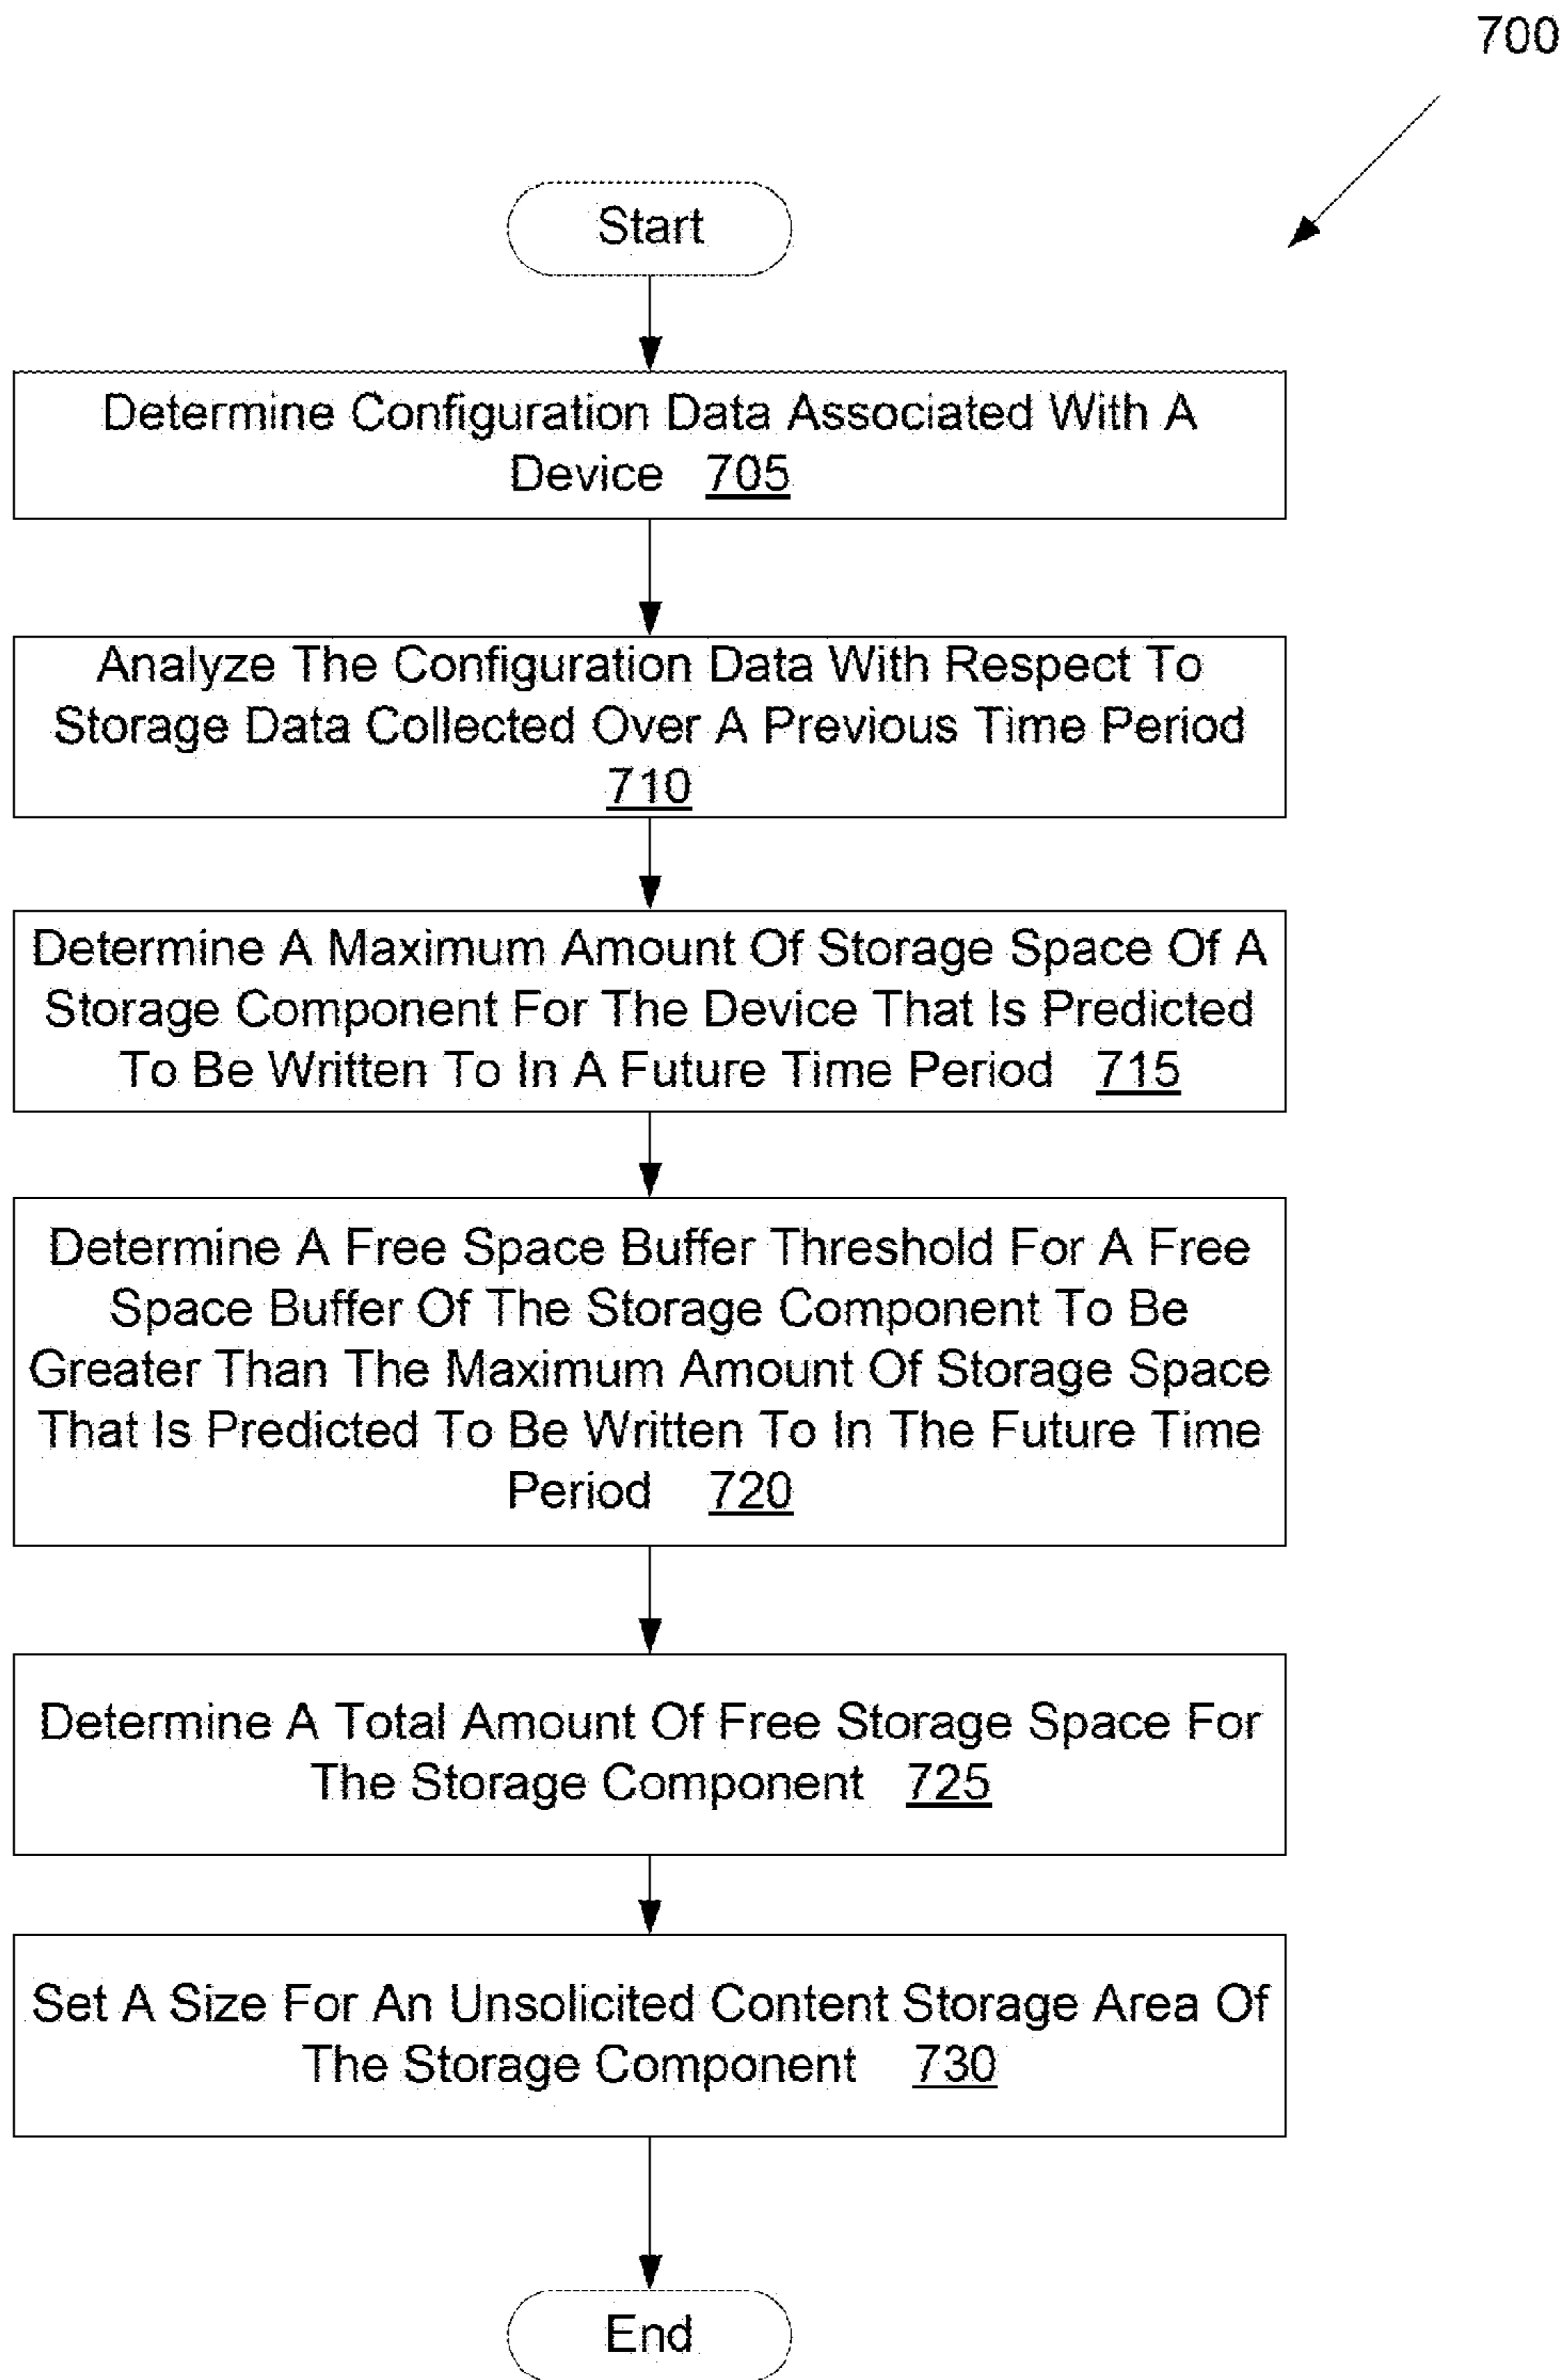 700
Start
Determine Configuration Data Associated With A
Device 705
Analyze The Configuration Data With Respect To
Storage Data Collected Over A Previous Time Period
710
Determine A Maximum Amount Of Storage Space Of A
Storage Component For The Device That Is Predicted
To Be Written To In A Future Time Period 715
Determine A Free Space Buffer Threshold For A Free
Space Buffer Of The Storage Component To Be
Greater Than The Maximum Amount Of Storage Space
That Is Predicted To Be Written To In The Future Time
Period 720
Determine A Total Amount Of Free Storage Space For
The Storage Component 725
Set A Size For An Unsolicited Content Storage Area Of
The Storage Component 730
End